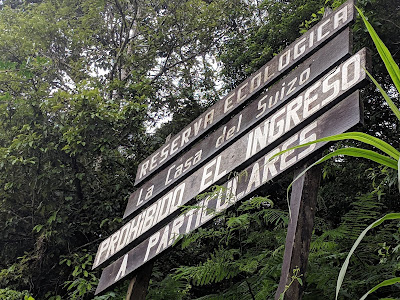 RESERVA ECOLOGICA
La Casa del Suizo
PROHIBIDO EL INGRESO
A PARTICULARES